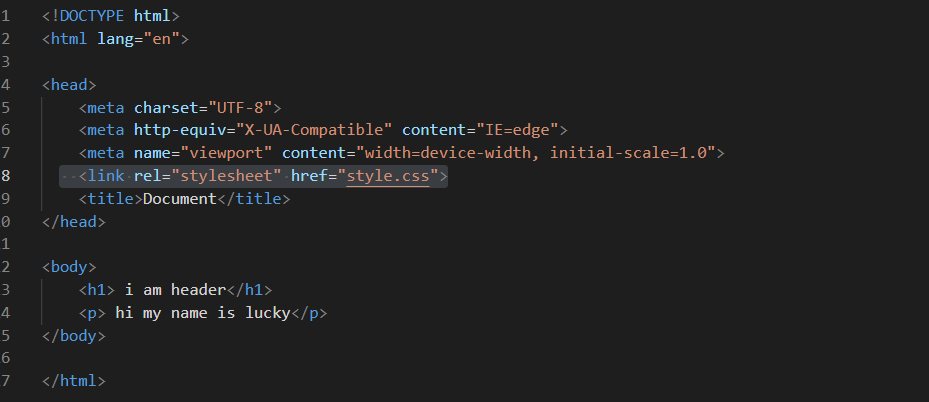 1 <!DOCTYPE html>
2 <html lang="en">
3
4 <head>
5 <meta charset="UTF-8">
6 <meta http-equiv="X-UA-Compatible" content="IE=edge">
7 <meta name="viewport" content="width=device-width, initial-scale=1.0">
8 <link rel="stylesheet" href="style.css">
9 <title>Document</title>
0 </head>
1
2 <body>
3 <h1> i am header</h1>
4 <p> hi my name is lucky</p>
5 </body>
6
7 </html>